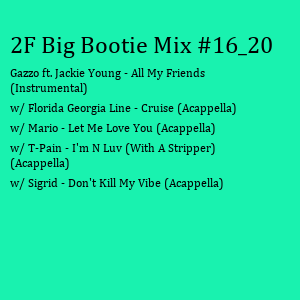 2F Big Bootie Mix #16_20
Gazzo ft. Jackie Young - All My Friends
(Instrumental)
w/ Florida Georgia Line - Cruise (Acappella)
w/ Mario - Let Me Love You (Acappella)
w/ T-Pain - I'm N Luv (With A Stripper)
(Acappella)
w/ Sigrid - Don't Kill My Vibe (Acappella)